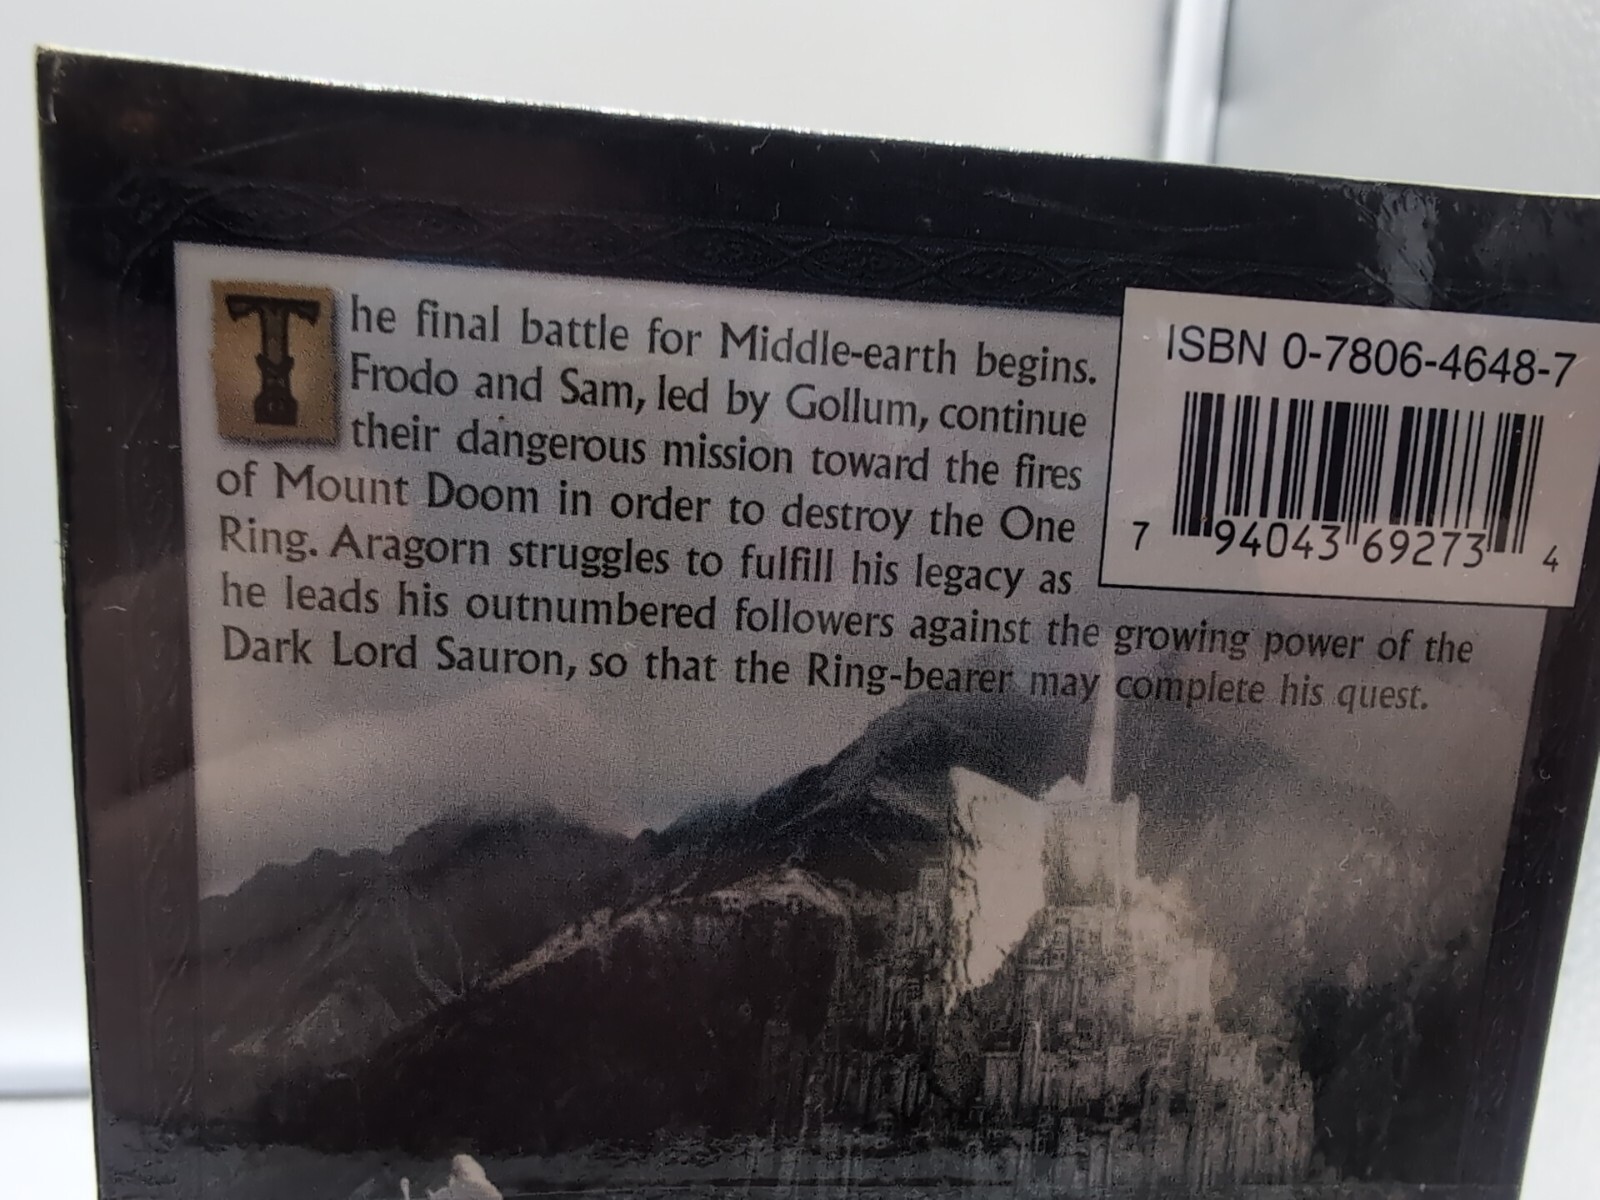 The final battle for Middle-earth begins.
Frodo and Sam, led by Gollum, continue
their dangerous mission toward the fires
of Mount Doom in order to destroy the One
Ring. Aragorn struggles to fulfill his legacy as
he leads his outnumbered followers against the growing power of the
Dark Lord Sauron, so that the Ring-bearer may complete his quest.
ISBN 0-7806-4648-7
7 94043 69273 4